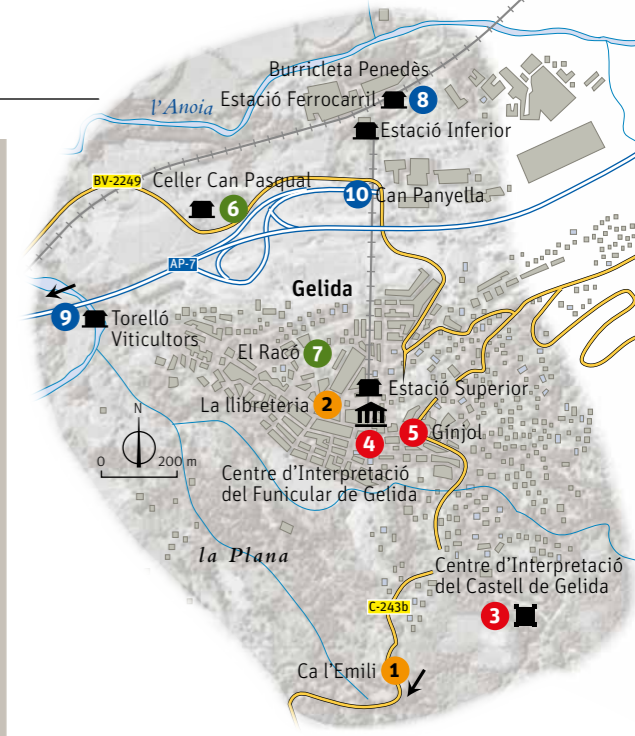 Burricleta Penedès
l'Anoia
Estació Ferrocarril 8
Estació Inferior
BV-2249
Celler Can Pasqual
6
10 Can Panyella
AP-7
Gelida
9 Torelló
Viticultors
El Racó 7
Estació Superior
La llibreteria 2
4
5 Ginjol
N
0 200 m
Centre d'Interpretació
del Funicular de Gelida
la Plana
Centre d'Interpretació
del Castell de Gelida
C-243b
3
Ca l'Emili 1